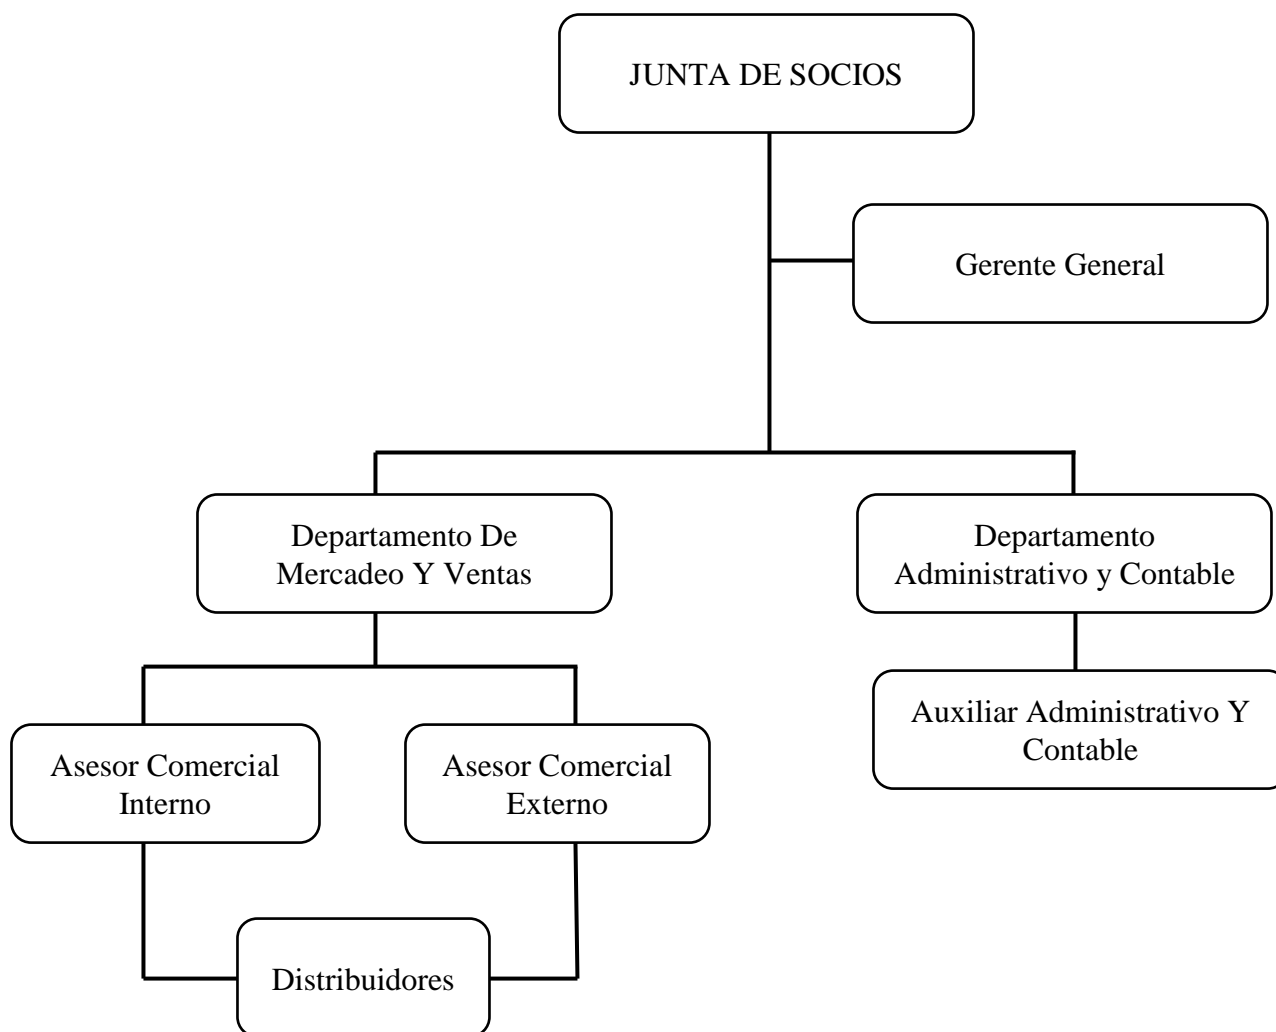 JUNTA DE SOCIOS
Gerente General
Departamento De
Mercadeo Y Ventas
Departamento
Administrativo y Contable
Auxiliar Administrativo Y
Contable
Asesor Comercial
Interno
Asesor Comercial
Externo
Distribuidores